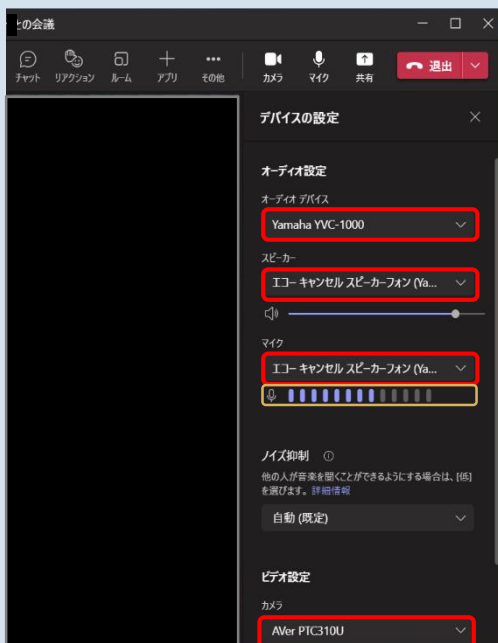 との会議
チャット リアクション ルーム アプリ その他 カメラ マイク 共有 退出
デバイスの設定
オーディオ設定
オーディオ デバイス
Yamaha YVC-1000
スピーカー
エコー キャンセル スピーカーフォン (Ya...
マイク
エコー キャンセル スピーカーフォン (Ya...
ノイズ抑制
他の人が音楽を聞くことができるようにする場合は、[低]
を選びます。詳細情報
自動 (既定)
ビデオ設定
カメラ
AVer PTC310U